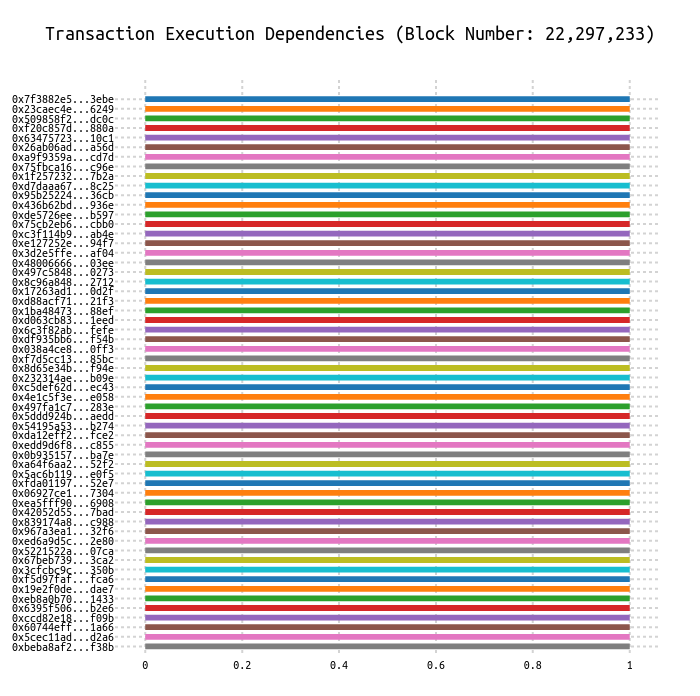 Transaction Execution Dependencies (Block Number: 22,297,233)
0x7f3882e5...3ebe
0x23caec4e...6249
0x509858f2...dc0c
0xf20c857d...880a
0x63475723...10c1
0x26ab06ad...a56d
0xa9f9359a...cd7d
0x75fbca16...c96e
0x1f257232...7b2a
0xd7daaa67...8c25
0x95b25224...36cb
0x436b62bd...936e
0xde5726ee...b597
0x75cb2eb6...cbb0
0xc3f114b9...ab4e
0xe127252e...94f7
0x3d2e5ffe...af04
0x48006666...03ee
0x497c5848...0273
0x8c96a848...2712
0x17263ad1...0d2f
0xd88acf71...21f3
0x1ba48473...88ef
0xd063cb83...1eed
0x6c3f82ab...fefe
0xdf935bb6...f54b
0x038a4ce8...0ff3
0xf7d5cc13...85bc
0x8d65e34b...f94e
0x232314ae...b09e
0xc5def62d...ec43
0x4e1c5f3e...e058
0x497fa1c7...283e
0x5ddd924b...aedd
0x54195a53...b274
0xda12eff2...fce2
0xedd9d6f8...c855
0x0b935157...ba7e
0xa64f6aa2...52f2
0x5ac6b119...e0f5
0xfda01197...52e7
0x06927ce1...7304
0xea5fff90...6908
0x42052d55...7bad
0x839174a8...c988
0x967a3ea1...32f6
0xed6a9d5c...2e80
0x5221522a...07ca
0x67beb739...3ca2
0x3cfcbc9c...350b
0xf5d97faf...fca6
0x19e2f0de...dae7
0xeb8a0b70...1433
0x6395f506...b2e6
0xccd82e18...f09b
0x60744eff...1a66
0x5cec11ad...d2a6
0xbeba8af2...f38b
0 0.2 0.4 0.6 0.8 1